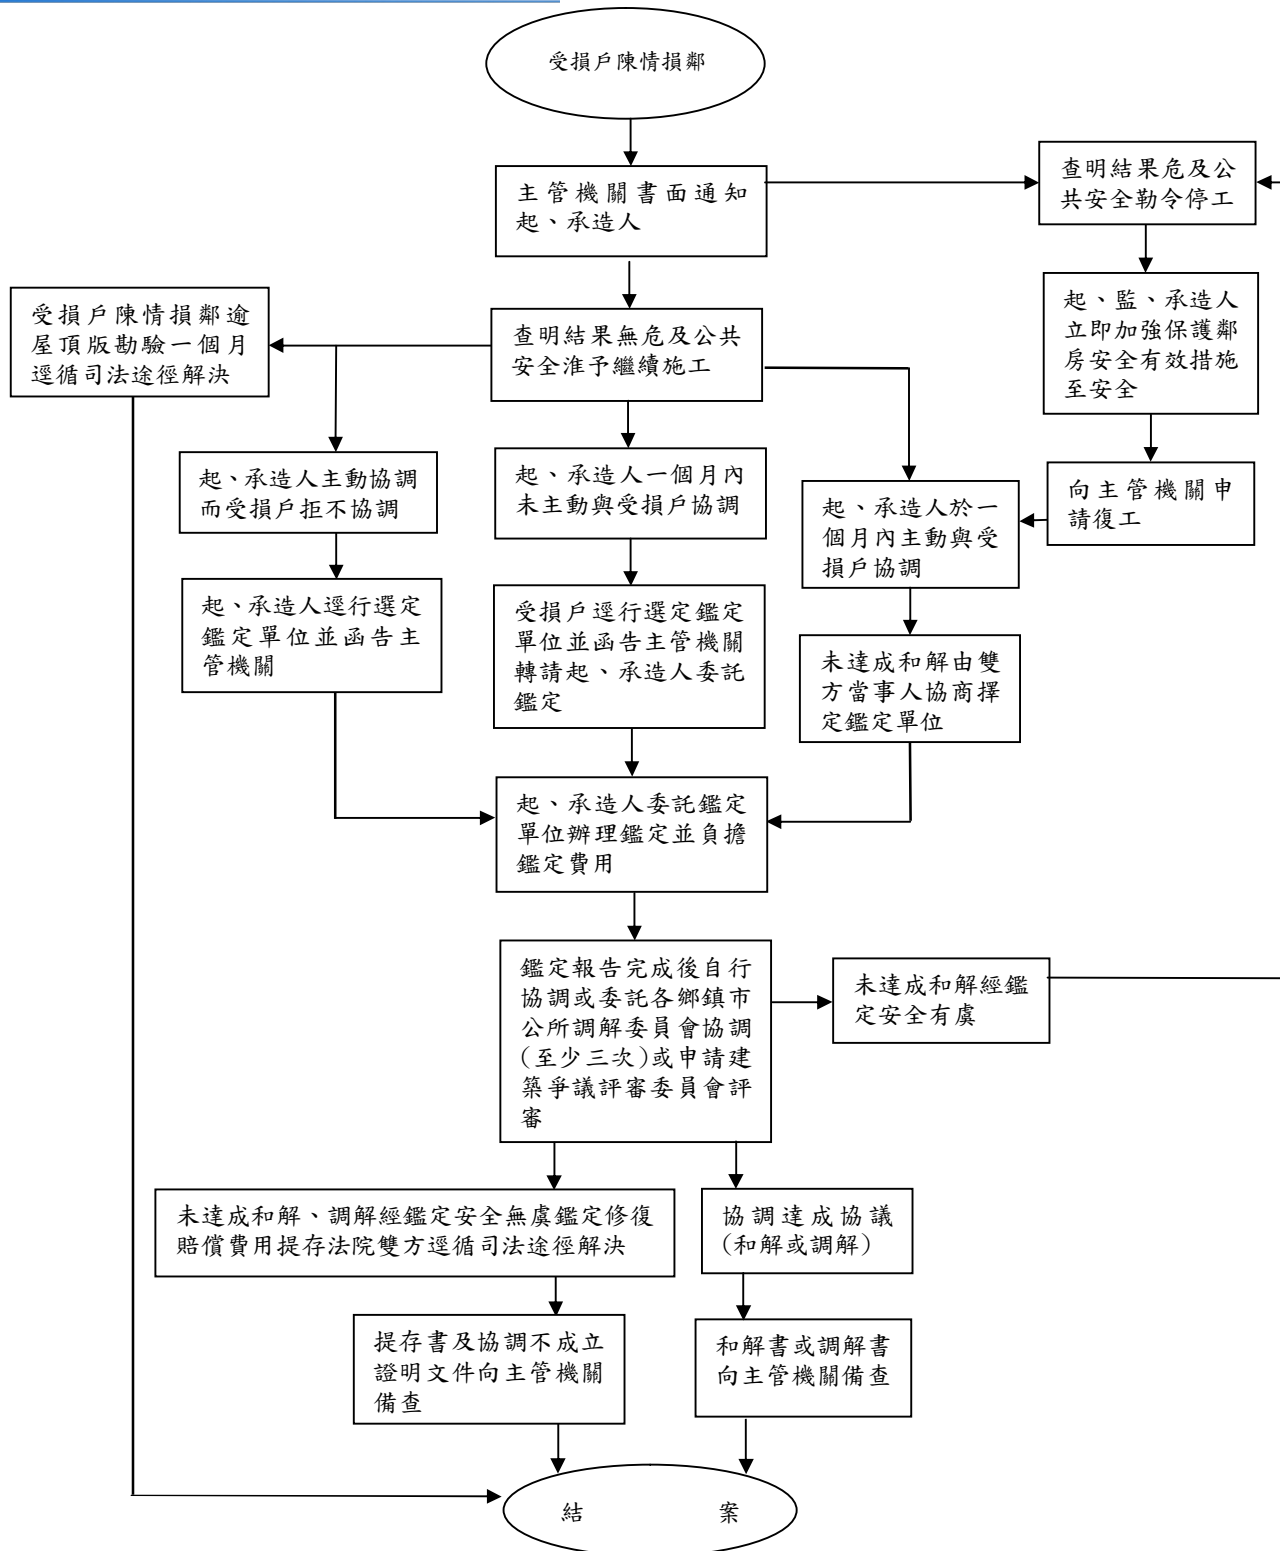 受損戶陳情損鄰
主管機關書面通知
起、承造人
查明結果危及公
共安全勒令停工
起、監、承造人
立即加強保護鄰
房安全有效措施
至安全
向主管機關申
請復工
受損戶陳情損鄰逾
屋頂版勘驗一個月
逕循司法途徑解決
查明結果無危及公共
安全淮予繼續施工
起、承造人主動協調
而受損戶拒不協調
起、承造人一個月內
未主動與受損戶協調
起、承造人於一
個月內主動與受
損戶協調
起、承造人逕行選定
鑑定單位並函告主
管機關
受損戶逕行選定鑑定
單位並函告主管機關
轉請起、承造人委託
鑑定
未達成和解由雙
方當事人協商擇
定鑑定單位
起、承造人委託鑑定
單位辦理鑑定並負擔
鑑定費用
鑑定報告完成後自行
協調或委託各鄉鎮市
公所調解委員會協調
(至少三次)或申請建
築爭議評審委員會評
審
未達成和解經鑑
定安全有虞
未達成和解、調解經鑑定安全無虞鑑定修復
賠償費用提存法院雙方逕循司法途徑解決
協調達成協議
(和解或調解)
提存書及協調不成立
證明文件向主管機關
備查
和解書或調解書
向主管機關備查
結 案